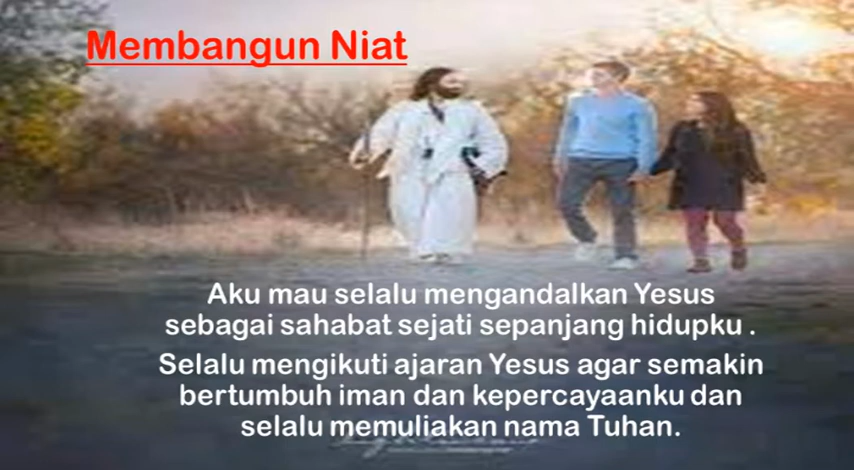 Membangun Niat
Aku mau selalu mengandalkan Yesus
sebagai sahabat sejati sepanjang hidupku .
Selalu mengikuti ajaran Yesus agar semakin
bertumbuh iman dan kepercayaanku dan
selalu memuliakan nama Tuhan.